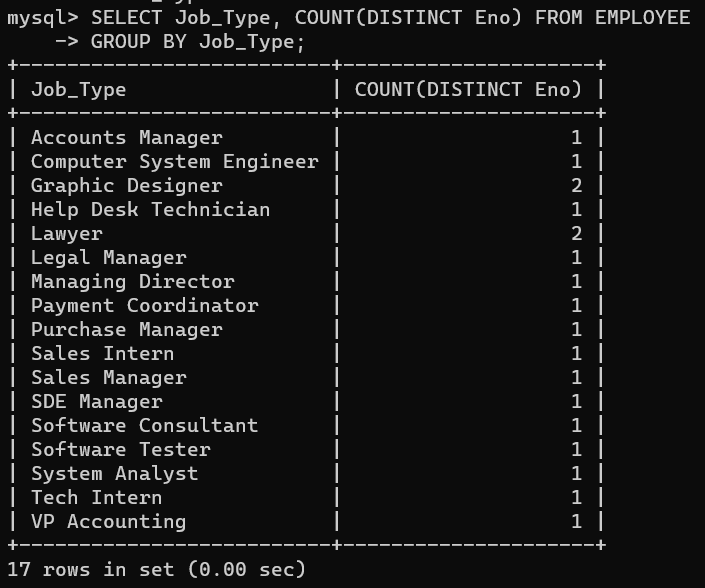 mysql> SELECT Job_Type, COUNT(DISTINCT Eno) FROM EMPLOYEE
    -> GROUP BY Job_Type;
+--------------------------+---------------------+
| Job_Type                 | COUNT(DISTINCT Eno) |
+--------------------------+---------------------+
| Accounts Manager         |                   1 |
| Computer System Engineer |                   1 |
| Graphic Designer         |                   2 |
| Help Desk Technician     |                   1 |
| Lawyer                   |                   2 |
| Legal Manager            |                   1 |
| Managing Director        |                   1 |
| Payment Coordinator      |                   1 |
| Purchase Manager         |                   1 |
| Sales Intern             |                   1 |
| Sales Manager            |                   1 |
| SDE Manager              |                   1 |
| Software Consultant      |                   1 |
| Software Tester          |                   1 |
| System Analyst           |                   1 |
| Tech Intern              |                   1 |
| VP Accounting            |                   1 |
+--------------------------+---------------------+
17 rows in set (0.00 sec)